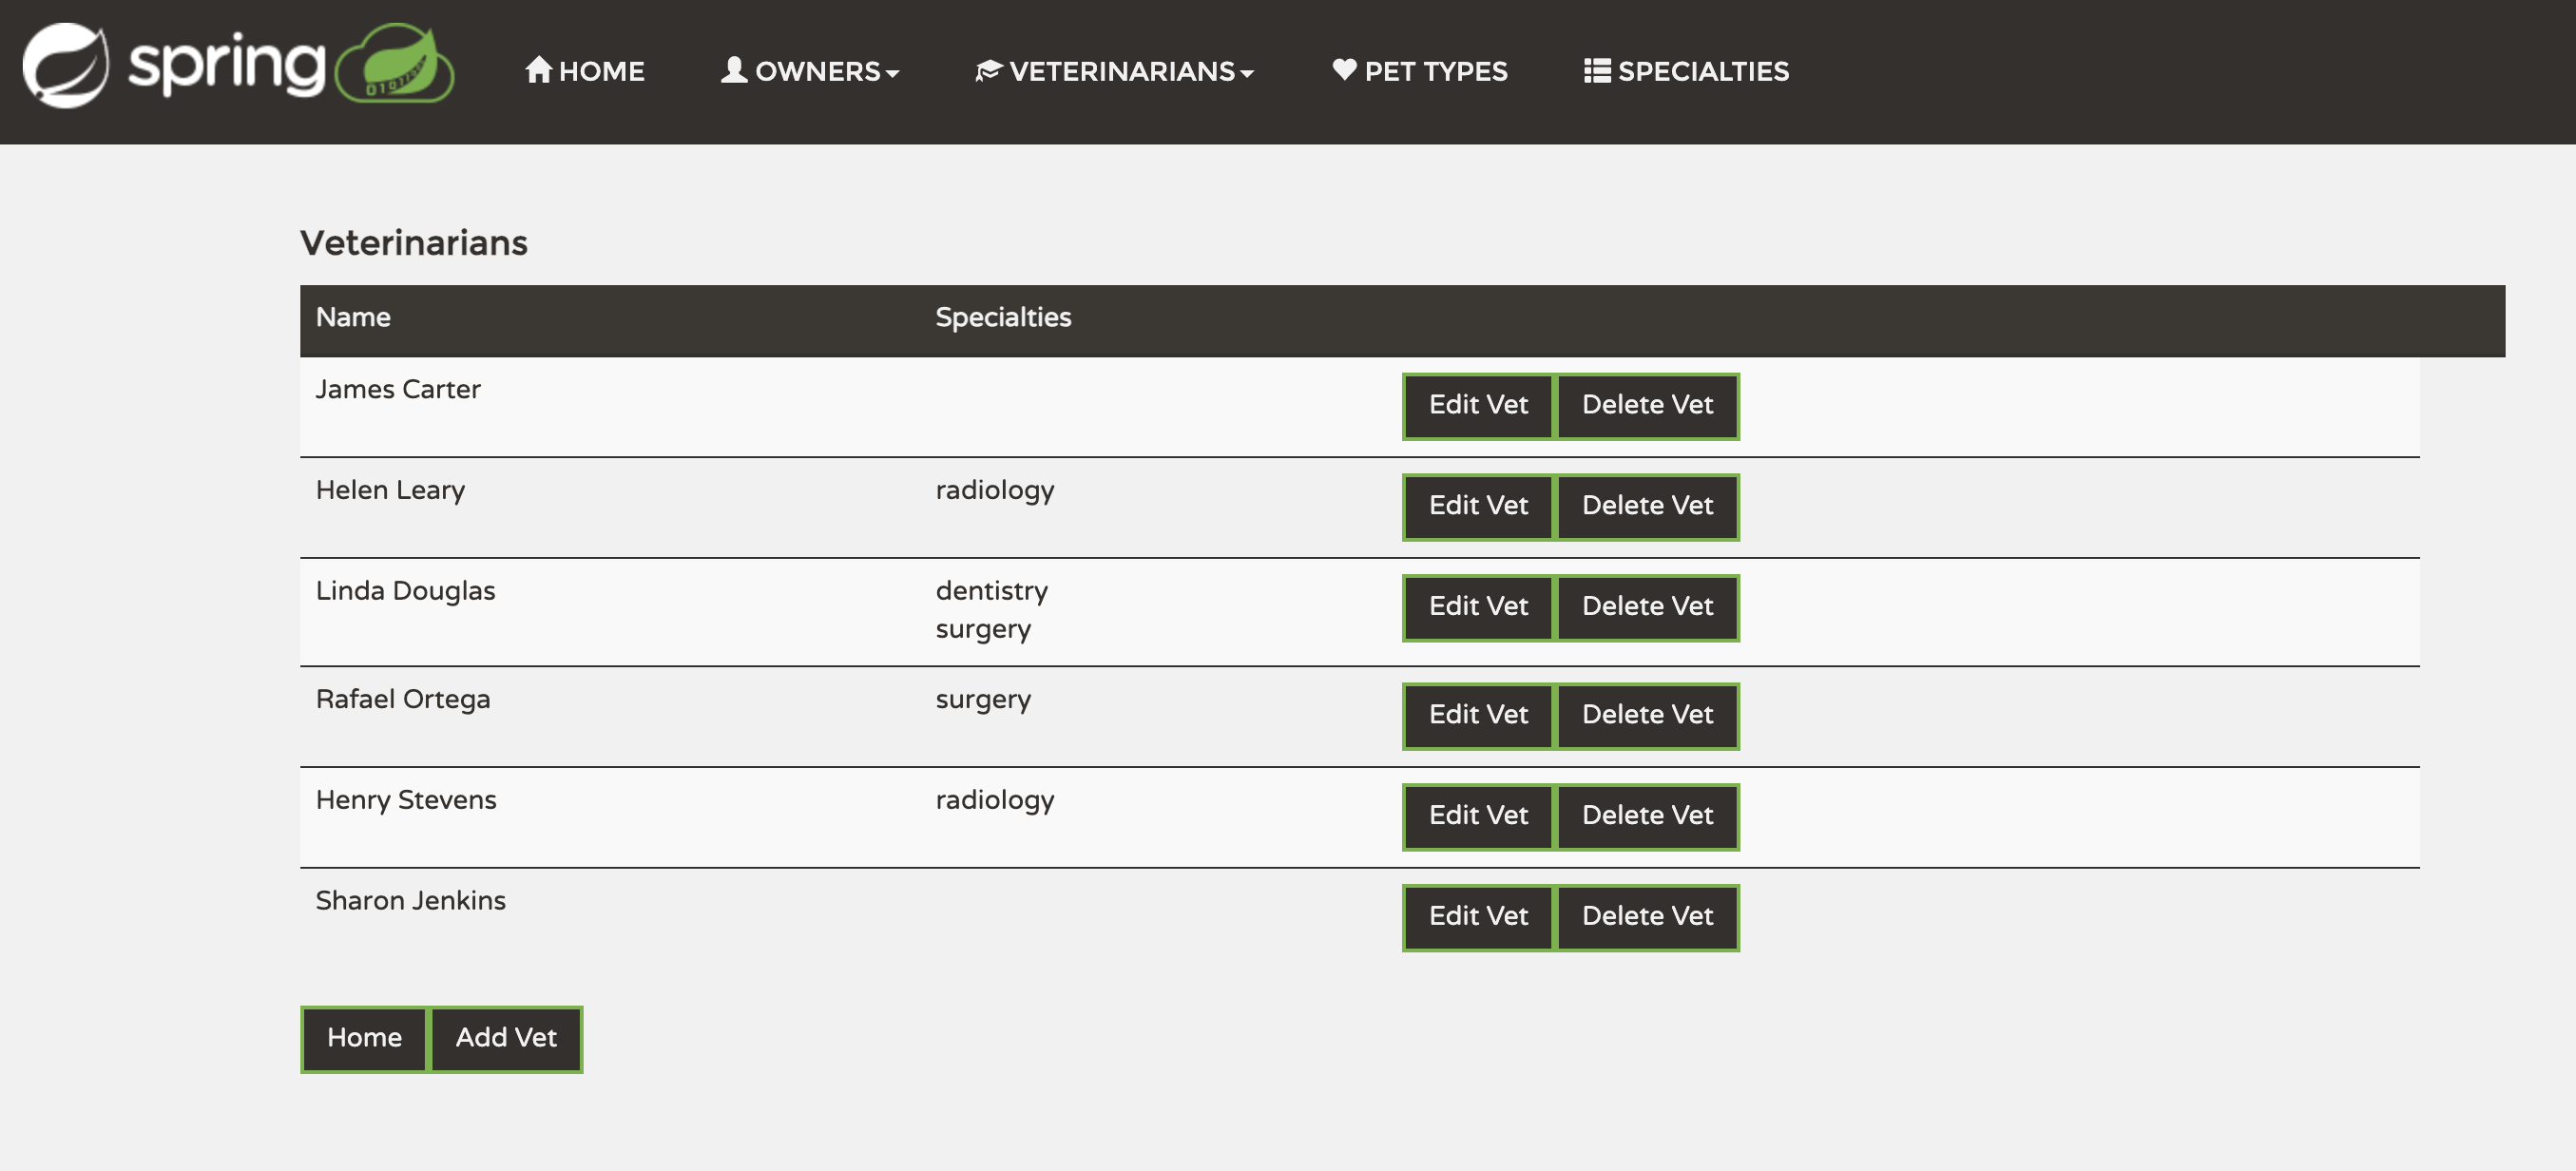 spring HOME OWNERS VETERINARIANS PET TYPES SPECIALTIES
Veterinarians
Name Specialties
James Carter Edit Vet Delete Vet
Helen Leary radiology Edit Vet Delete Vet
Linda Douglas dentistry Edit Vet Delete Vet
surgery
Rafael Ortega surgery Edit Vet Delete Vet
Henry Stevens radiology Edit Vet Delete Vet
Sharon Jenkins Edit Vet Delete Vet
Home Add Vet